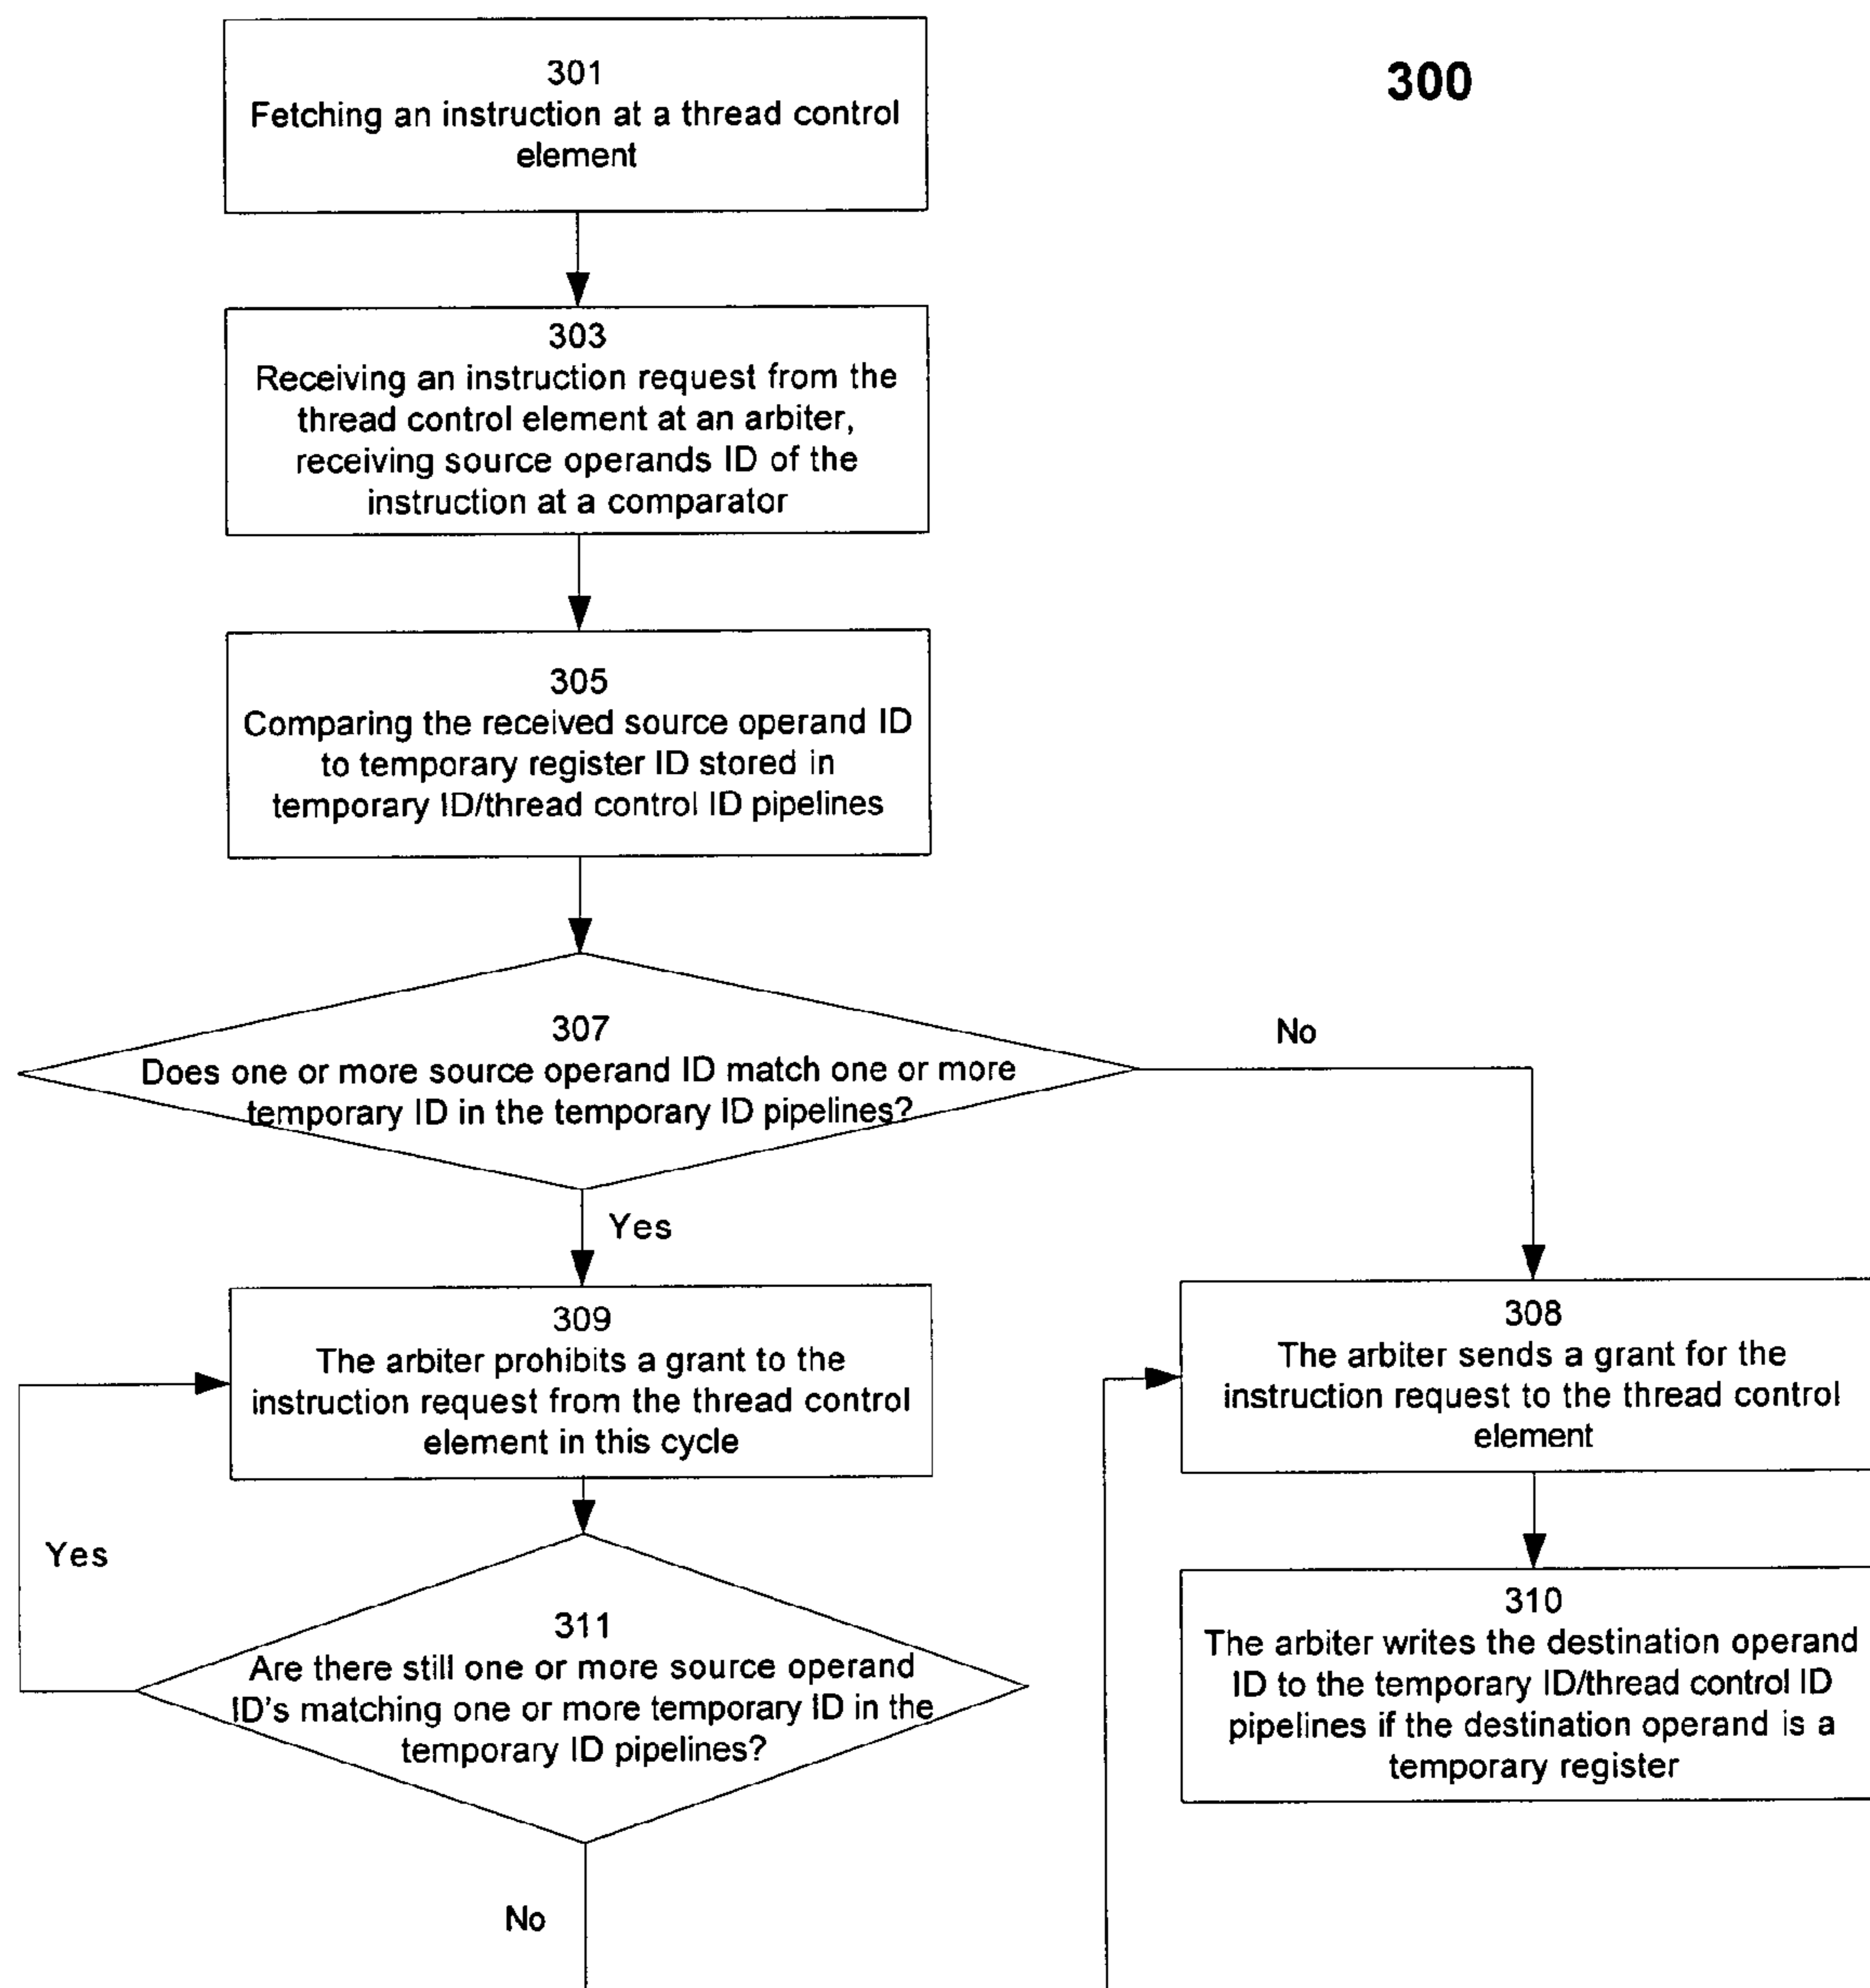 300
301
Fetching an instruction at a thread control
element
303
Receiving an instruction request from the
thread control element at an arbiter,
receiving source operands ID of the
instruction at a comparator
305
Comparing the received source operand ID
to temporary register ID stored in
temporary ID/thread control ID pipelines
307
Does one or more source operand ID match one or more
temporary ID in the temporary ID pipelines?
No
Yes
309
The arbiter prohibits a grant to the
instruction request from the thread control
element in this cycle
308
The arbiter sends a grant for the
instruction request to the thread control
element
Yes
311
Are there still one or more source operand
ID's matching one or more temporary ID in the
temporary ID pipelines?
310
The arbiter writes the destination operand
ID to the temporary ID/thread control ID
pipelines if the destination operand is a
temporary register
No